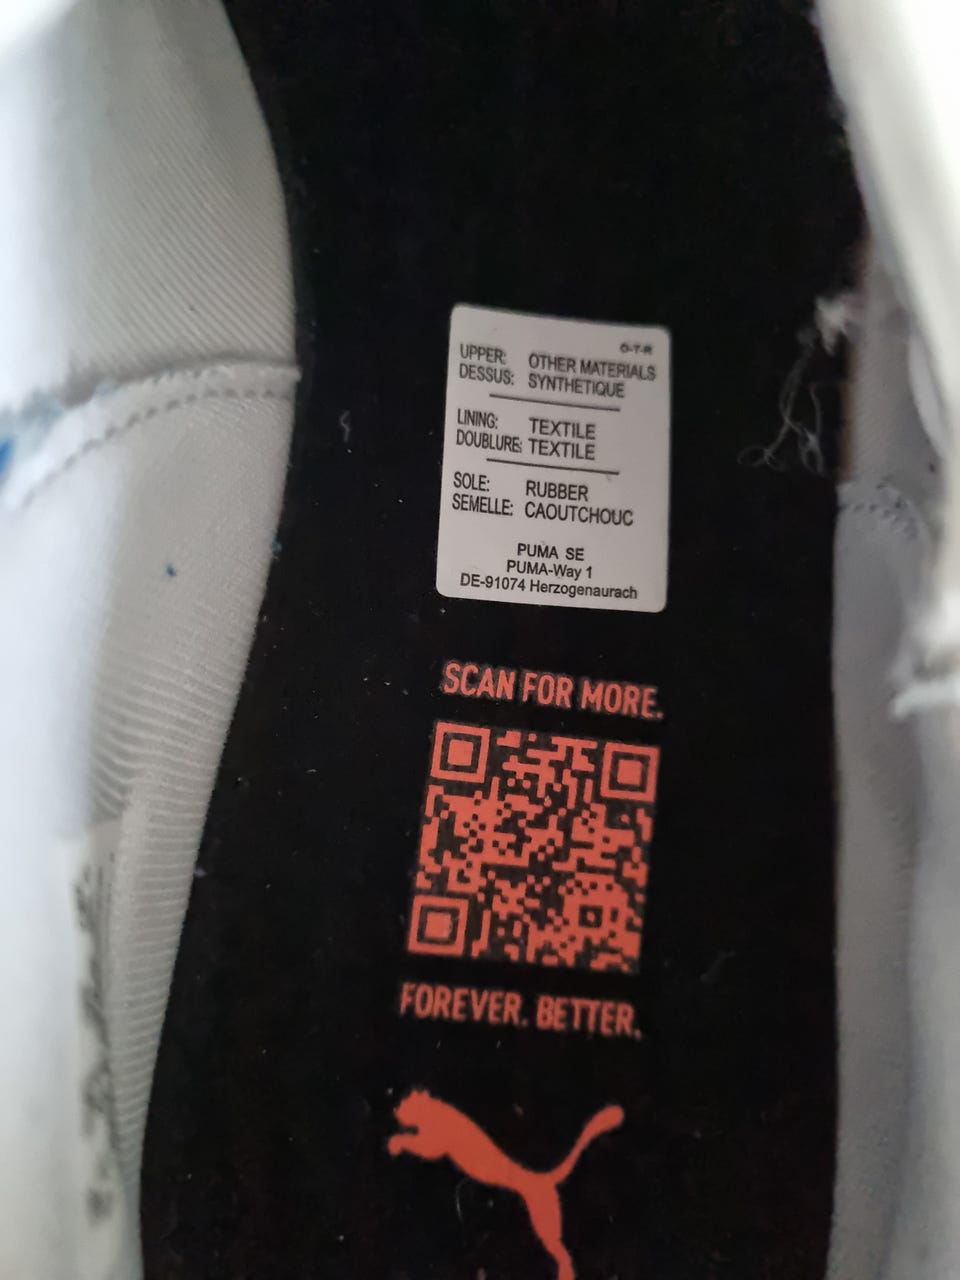 O-T-R
UPPER: OTHER MATERIALS
DESSUS: SYNTHETIQUE
LINING: TEXTILE
DOUBLURE: TEXTILE
SOLE: RUBBER
SEMELLE: CAOUTCHOUC
PUMA SE
PUMA-Way 1
DE-91074 Herzogenaurach
SCAN FOR MORE.
FOREVER. BETTER.